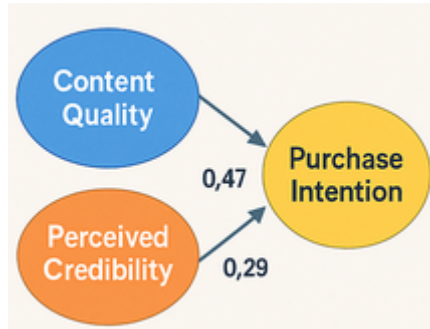 Content
Quality
0,47
Purchase
Intention
Perceived
Credibility
0,29